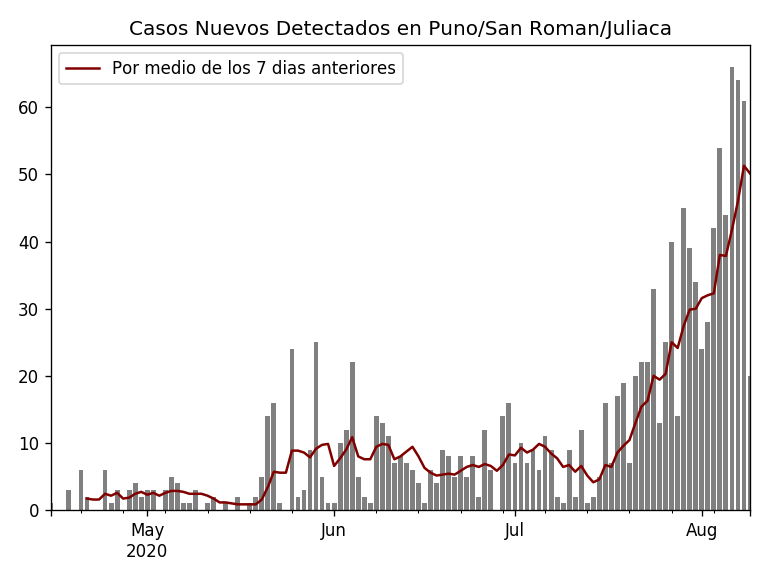 Casos Nuevos Detectados en Puno/San Roman/Juliaca
Por medio de los 7 dias anteriores
60
50
40
30
20
10
0
May
2020
Jun
Jul
Aug